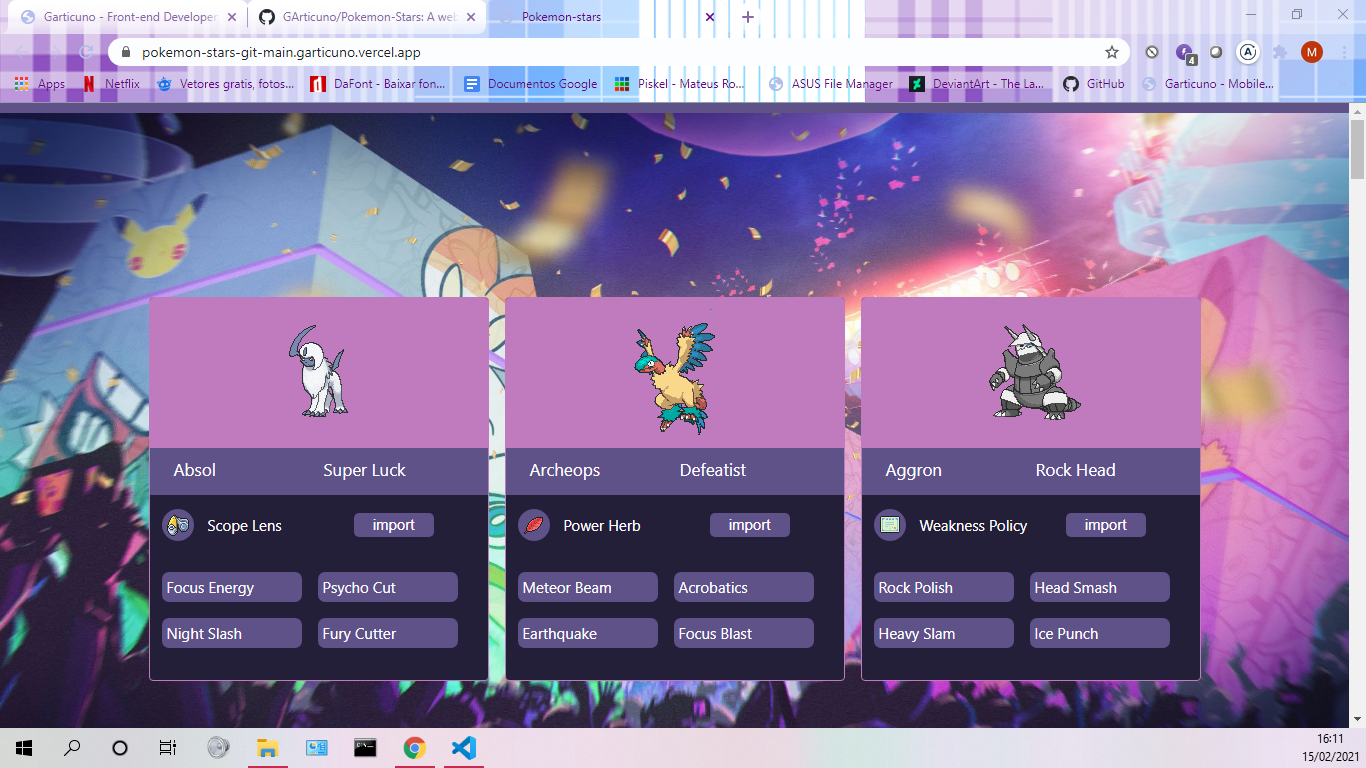 Garticuno - Front-end Developer
GArticuno/Pokemon-Stars: A web
Pokemon-stars
pokemon-stars-git-main.garticuno.vercel.app
4
A
M
Apps
Netflix
Vetores gratis, fotos...
DaFont - Baixar fon...
Documentos Google
Piskel - Mateus Ro...
ASUS File Manager
DeviantArt - The La...
GitHub
Garticuno - Mobile...
Absol
Super Luck
Scope Lens
import
Focus Energy
Psycho Cut
Night Slash
Fury Cutter
Archeops
Defeatist
Power Herb
import
Meteor Beam
Acrobatics
Earthquake
Focus Blast
Aggron
Rock Head
Weakness Policy
import
Rock Polish
Head Smash
Heavy Slam
Ice Punch
16:11
15/02/2021